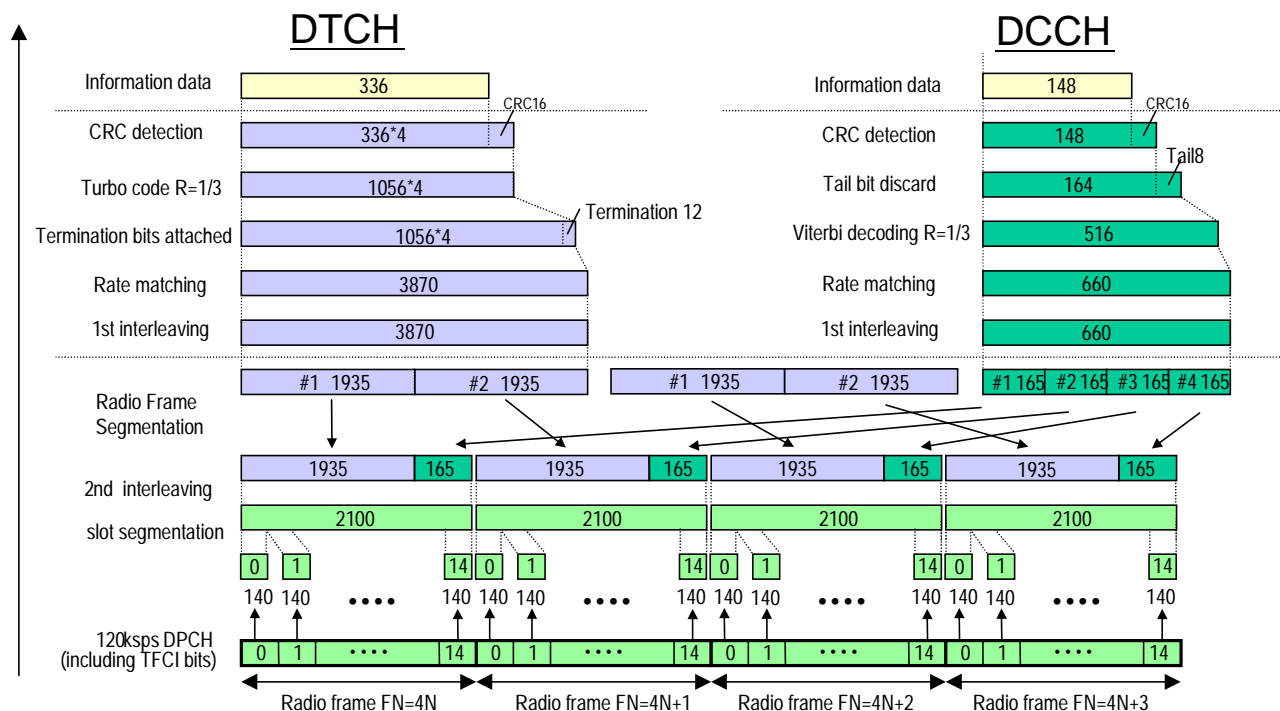 DTCH DCCH
Information data 336 Information data 148
CRC16 CRC16
CRC detection 336*4 CRC detection 148
Tail8
Turbo code R=1/3 1056*4 Tail bit discard 164
Termination 12
Termination bits attached 1056*4 Viterbi decoding R=1/3 516
Rate matching 3870 Rate matching 660
1st interleaving 3870 1st interleaving 660
#1 1935 #2 1935 #1 1935 #2 1935 #1 165 #2 165 #3 165 #4 165
Radio Frame
Segmentation
1935 165 1935 165 1935 165 1935 165
2nd interleaving
2100 2100 2100 2100
slot segmentation
0 1 14 0 1 14 0 1 14 0 1 14
140 140 •••• 140 140 140 •••• 140 140 140 •••• 140 140 140 •••• 140
120ksps DPCH
(including TFCI bits)
0 1 •••• 14 0 1 •••• 14 0 1 •••• 14 0 1 •••• 14
Radio frame FN=4N Radio frame FN=4N+1 Radio frame FN=4N+2 Radio frame FN=4N+3